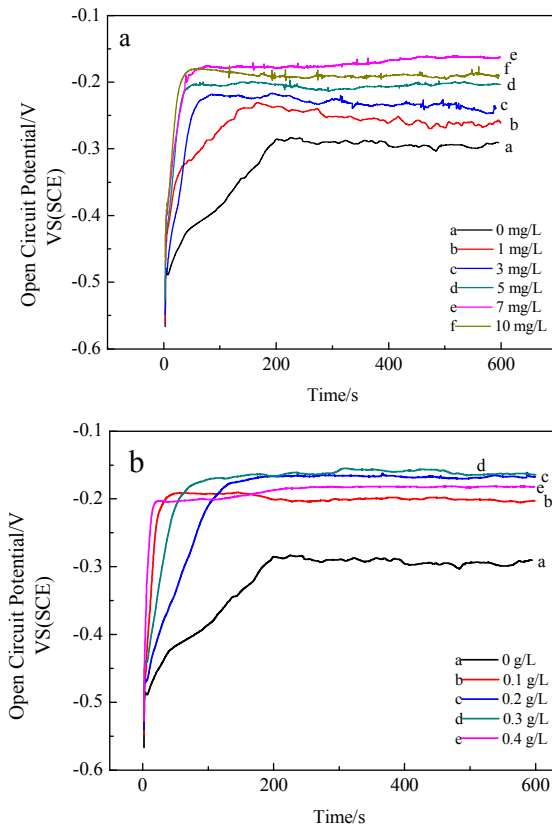 a
-0.1
-0.2
-0.3
-0.4
-0.5
-0.6
Open Circuit Potential/V
VS(SCE)
e
f
d
c
b
a
a 0 mg/L
b 1 mg/L
c 3 mg/L
d 5 mg/L
e 7 mg/L
f 10 mg/L
0 200 400 600
Time/s
b
-0.1
-0.2
-0.3
-0.4
-0.5
-0.6
Open Circuit Potential/V
VS(SCE)
d
c
e
b
a
a 0 g/L
b 0.1 g/L
c 0.2 g/L
d 0.3 g/L
e 0.4 g/L
0 200 400 600
Time/s